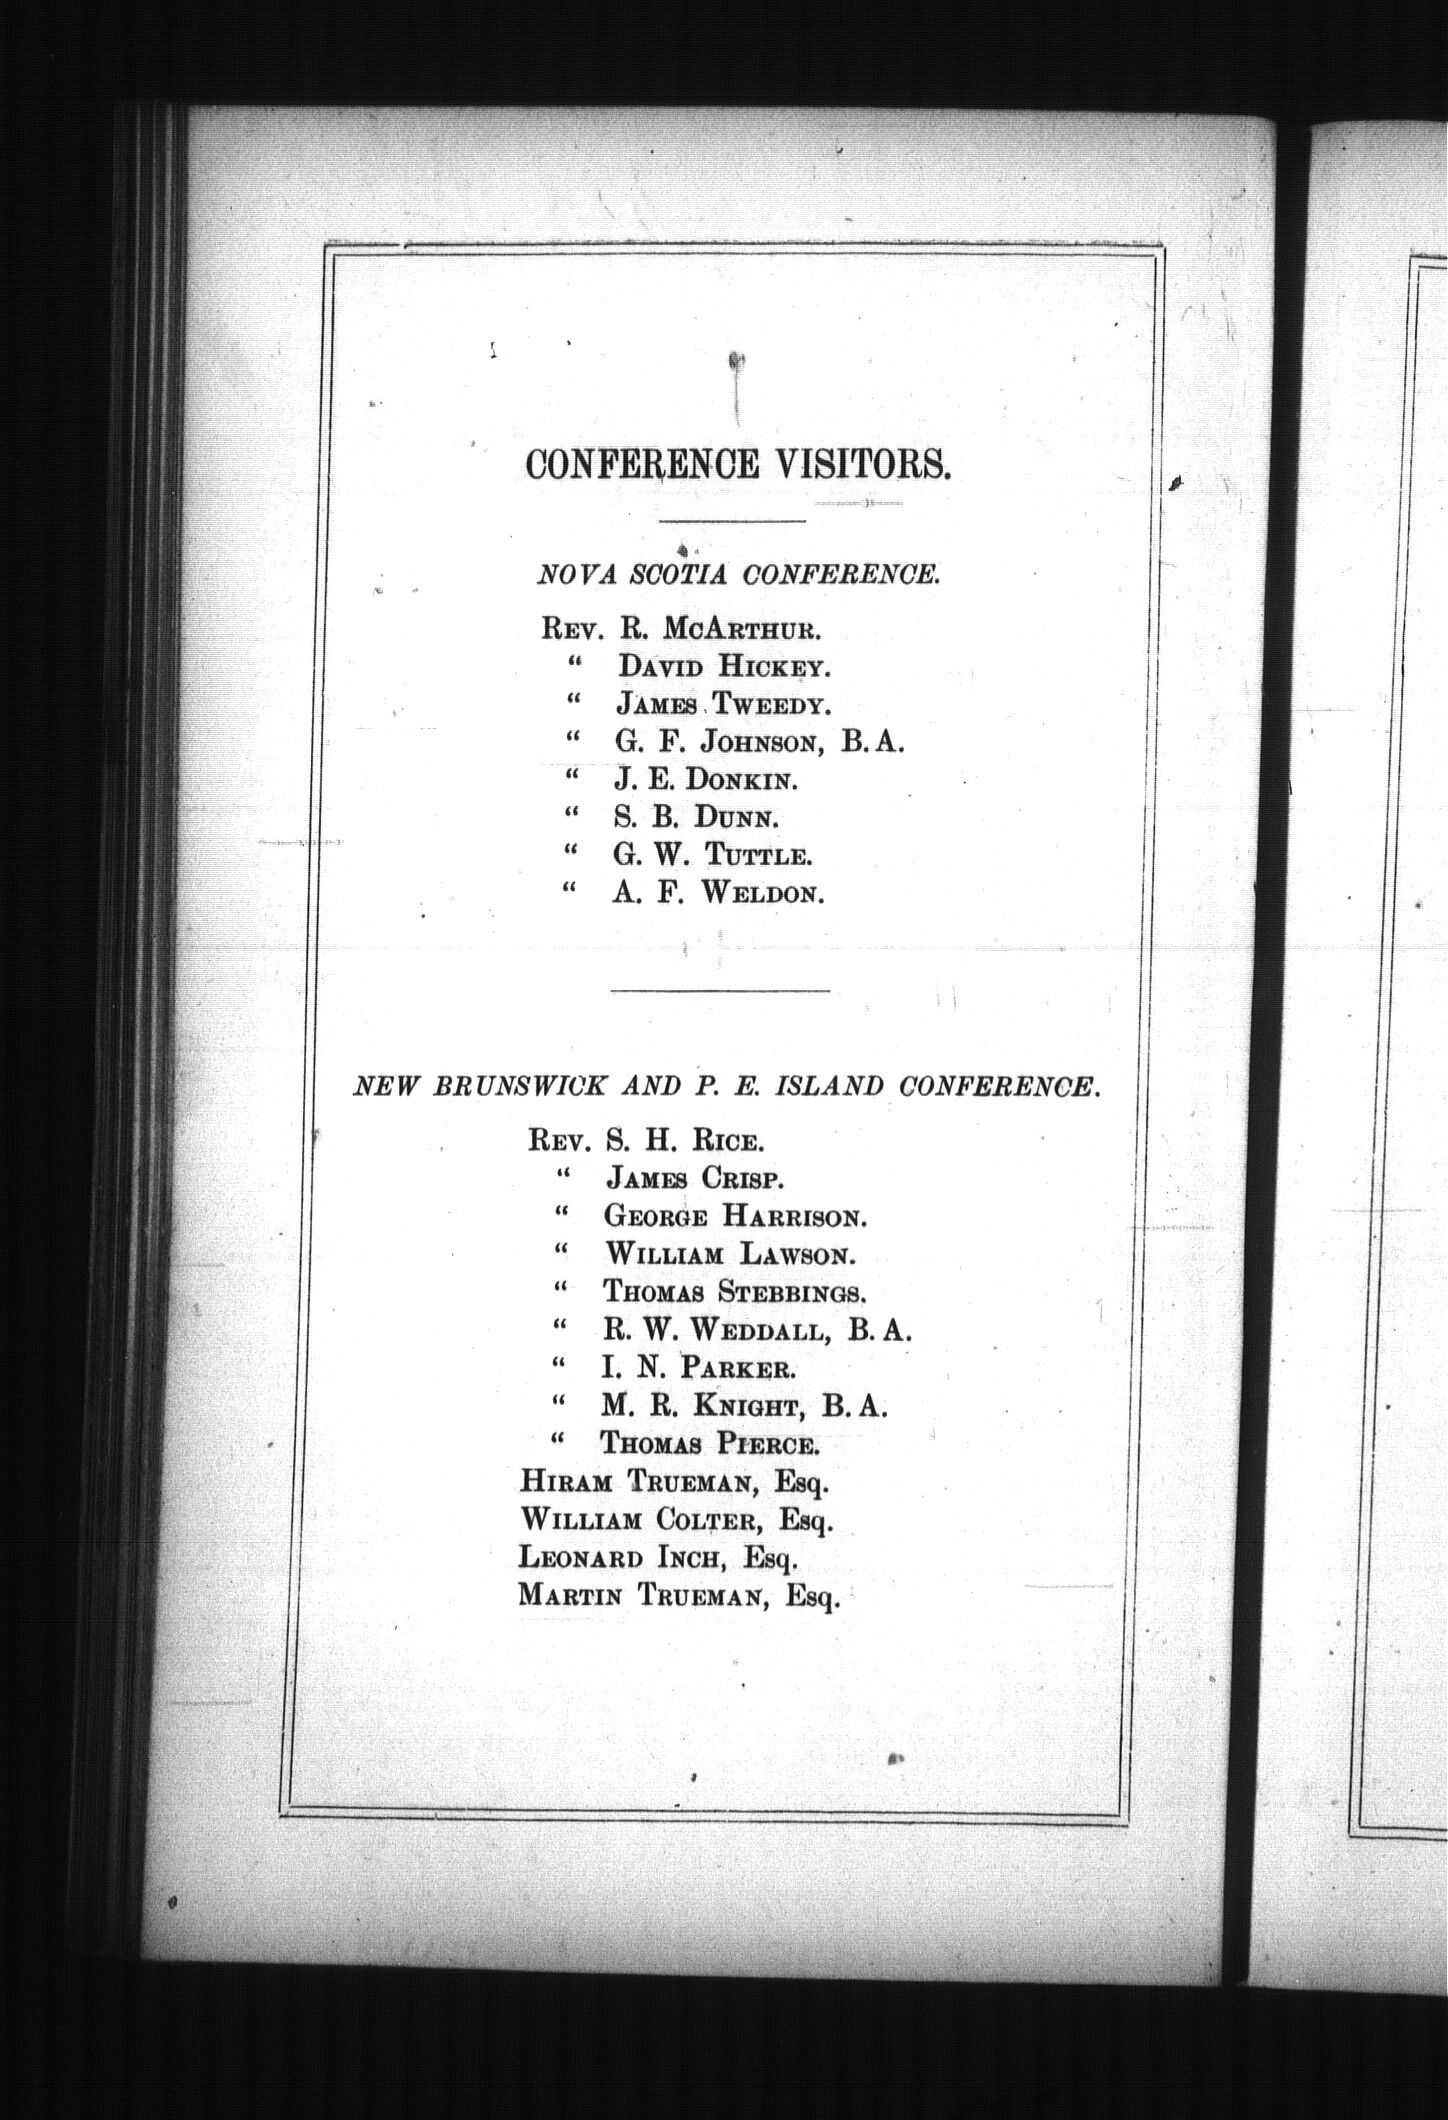 CONFERENCE VISITORS.
NOVA SCOTIA CONFERENCE.
REV. R. MCARTHUR.
“ DAVID HICKEY.
“ JAMES TWEEDY.
“ G. F. JOHNSON, B. A.
“ J. E. DONKIN.
“ S. B. DUNN.
“ G. W. TUTTLE.
“ A. F. WELDON.
NEW BRUNSWICK AND P. E. ISLAND CONFERENCE.
REV. S. H. RICE.
“ JAMES CRISP.
“ GEORGE HARRISON.
“ WILLIAM LAWSON.
“ THOMAS STEBBINGS.
“ R. W. WEDDALL, B. A.
“ I. N. PARKER.
“ M. R. KNIGHT, B. A.
“ THOMAS PIERCE.
HIRAM TRUEMAN, Esq.
WILLIAM COLTER, Esq.
LEONARD INCH, Esq.
MARTIN TRUEMAN, Esq.